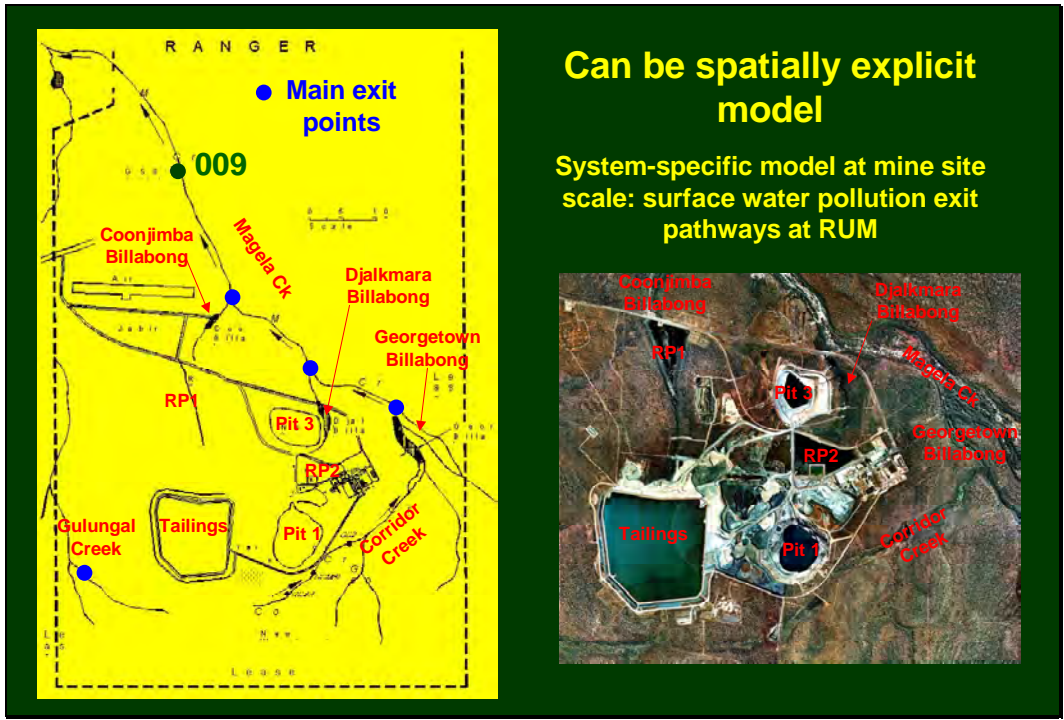 RANGER
Main exit
points
009
Coonjimba
Billabong
Magela Ck
Djalkmara
Billabong
Georgetown
Billabong
RP1
Pit 3
RP2
Gulungal
Creek
Tailings
Pit 1
Corridor
Creek
Lease
Can be spatially explicit
model
System-specific model at mine site
scale: surface water pollution exit
pathways at RUM
Coonjimba
Billabong
Djalkmara
Billabong
RP1
Magela Ck
Pit 3
Georgetown
Billabong
RP2
Tailings
Pit 1
Corridor
Creek